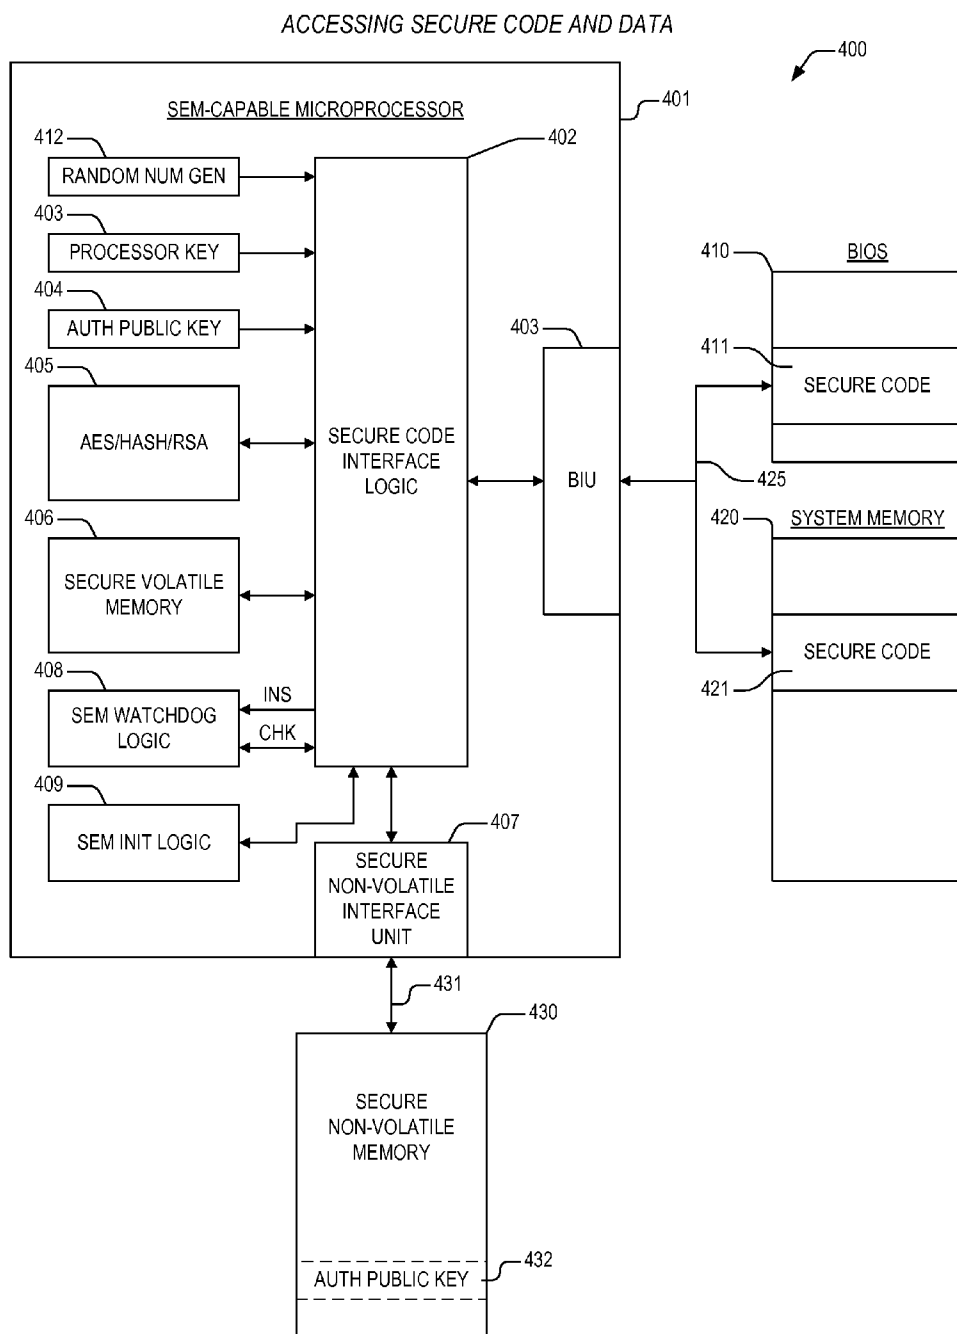 ACCESSING SECURE CODE AND DATA
400
SEM-CAPABLE MICROPROCESSOR
401
402
412
RANDOM NUM GEN
403
PROCESSOR KEY
404
AUTH PUBLIC KEY
405
AES/HASH/RSA
406
SECURE VOLATILE
MEMORY
408
SEM WATCHDOG
LOGIC
INS
CHK
409
SEM INIT LOGIC
SECURE CODE
INTERFACE
LOGIC
403
BIU
407
SECURE
NON-VOLATILE
INTERFACE
UNIT
410
BIOS
411
SECURE CODE
425
420
SYSTEM MEMORY
SECURE CODE
421
431
430
SECURE
NON-VOLATILE
MEMORY
432
AUTH PUBLIC KEY